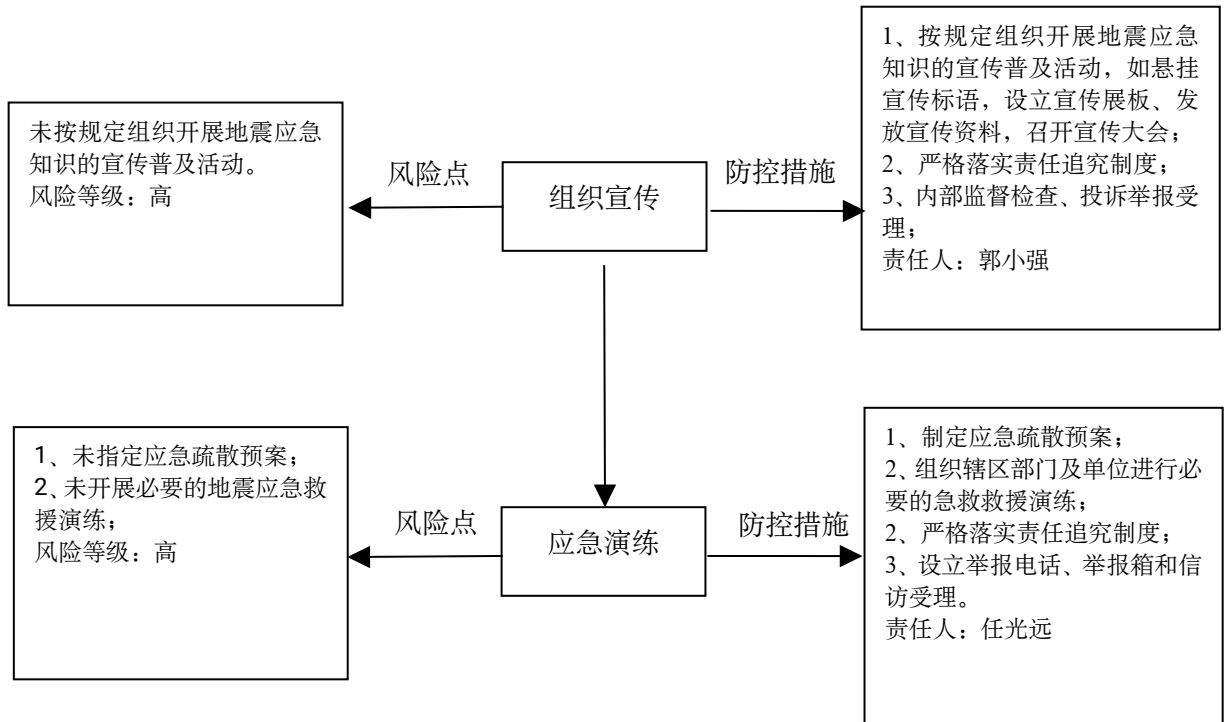 未按规定组织开展地震应急
知识的宣传普及活动。
风险等级：高
风险点
组织宣传
防控措施
1、按规定组织开展地震应急
知识的宣传普及活动，如悬挂
宣传标语，设立宣传展板、发
放宣传资料，召开宣传大会；
2、严格落实责任追究制度；
3、内部监督检查、投诉举报受
理；
责任人：郭小强
1、未指定应急疏散预案；
2、未开展必要的地震应急救
援演练；
风险等级：高
风险点
应急演练
防控措施
1、制定应急疏散预案；
2、组织辖区部门及单位进行必
要的急救救援演练；
2、严格落实责任追究制度；
3、设立举报电话、举报箱和信
访受理。
责任人：任光远